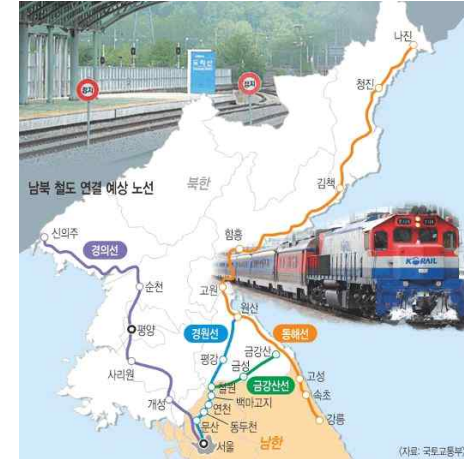 나진
청진
정지
정지
남북 철도 연결 예상 노선
북한
김책
함흥
신의주
경의선
순천
고원
KORAIL
원산
평양
경원선
동해선
평강
금강산
금성
사리원
금강산선
고성
철원
개성
백마고지
속초
연천
동두천
문산
강릉
서울
남한
(자료: 국토교통부)